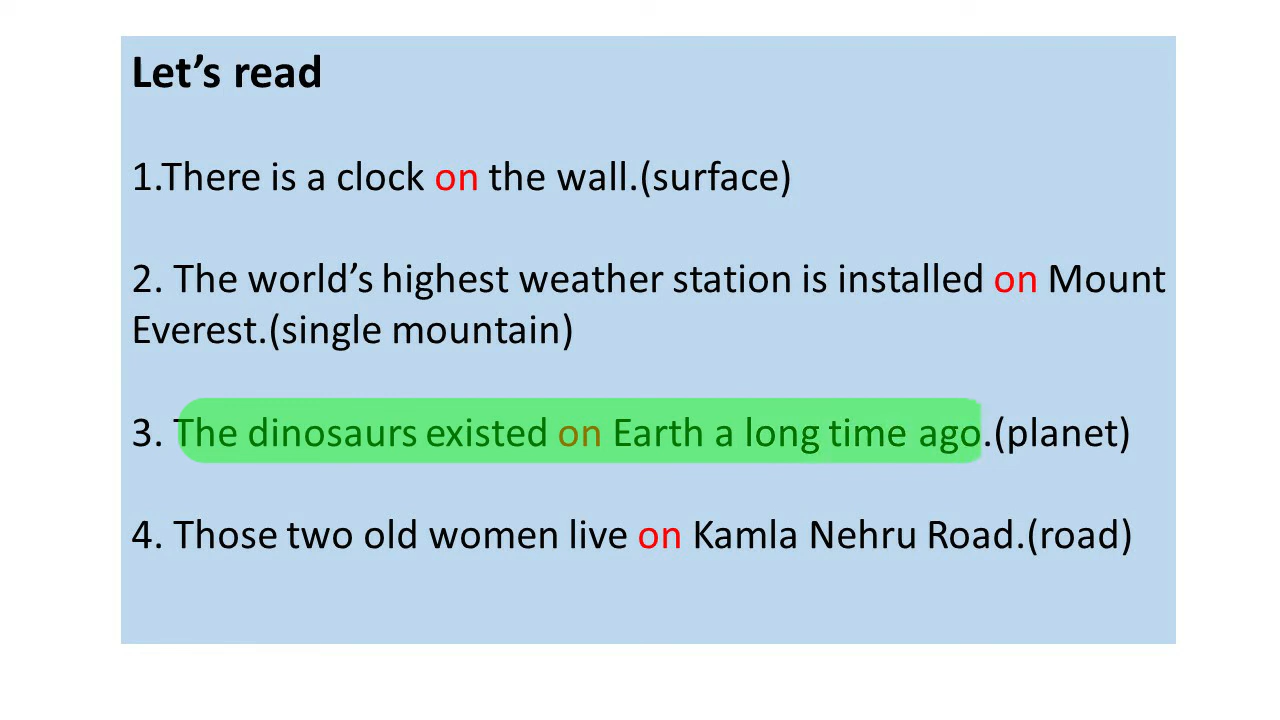 Let’s read
1.There is a clock on the wall.(surface)
2. The world’s highest weather station is installed on Mount
Everest.(single mountain)
3. The dinosaurs existed on Earth a long time ago.(planet)
4. Those two old women live on Kamla Nehru Road.(road)